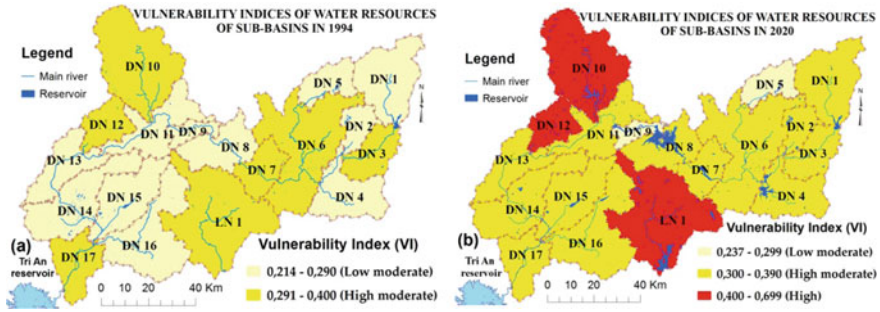 VULNERABILITY INDICES OF WATER RESOURCES
OF SUB-BASINS IN 1994
Legend
Main river
Reservoir
DN 10
DN 5
DN 1
N
DN 12
DN 11
DN 9
DN 2
DN 13
DN 8
DN 6
DN 3
DN 7
DN 15
DN 4
DN 14
LN 1
DN 16
(a)
DN 17
Tri An
reservoir
Vulnerability Index (VI)
0,214 - 0,290 (Low moderate)
0,291 - 0,400 (High moderate)
0 10 20 40 Km
VULNERABILITY INDICES OF WATER RESOURCES
OF SUB-BASINS IN 2020
Legend
Main river
Reservoir
DN 10
DN 5
DN 1
N
DN 12
DN 11
DN 9
DN 2
DN 13
DN 8
DN 6
DN 3
DN 7
DN 15
DN 4
DN 14
LN 1
DN 16
(b)
DN 17
Tri An
reservoir
Vulnerability Index (VI)
0,237 - 0,299 (Low moderate)
0,300 - 0,390 (High moderate)
0,400 - 0,699 (High)
0 10 20 40 Km